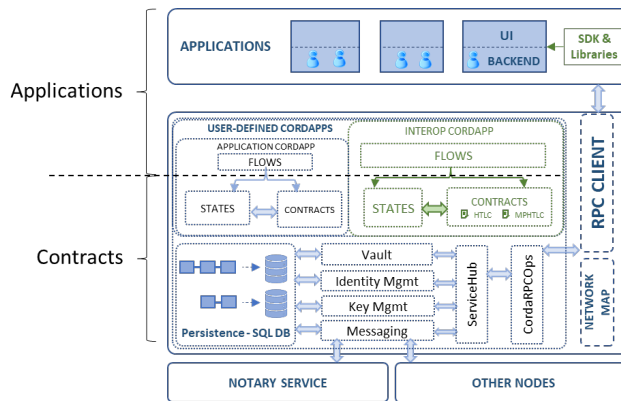 Applications
Contracts
APPLICATIONS
UI
BACKEND
SDK &
Libraries
USER-DEFINED CORDAPPS
APPLICATION CORDAPP
FLOWS
STATES
CONTRACTS
INTEROP CORDAPP
FLOWS
STATES
CONTRACTS
HTLC
MPHTLC
RPC CLIENT
NETWORK
MAP
Persistence - SQL DB
Vault
Identity Mgmt
Key Mgmt
Messaging
ServiceHub
CordaRPCOps
NOTARY SERVICE
OTHER NODES